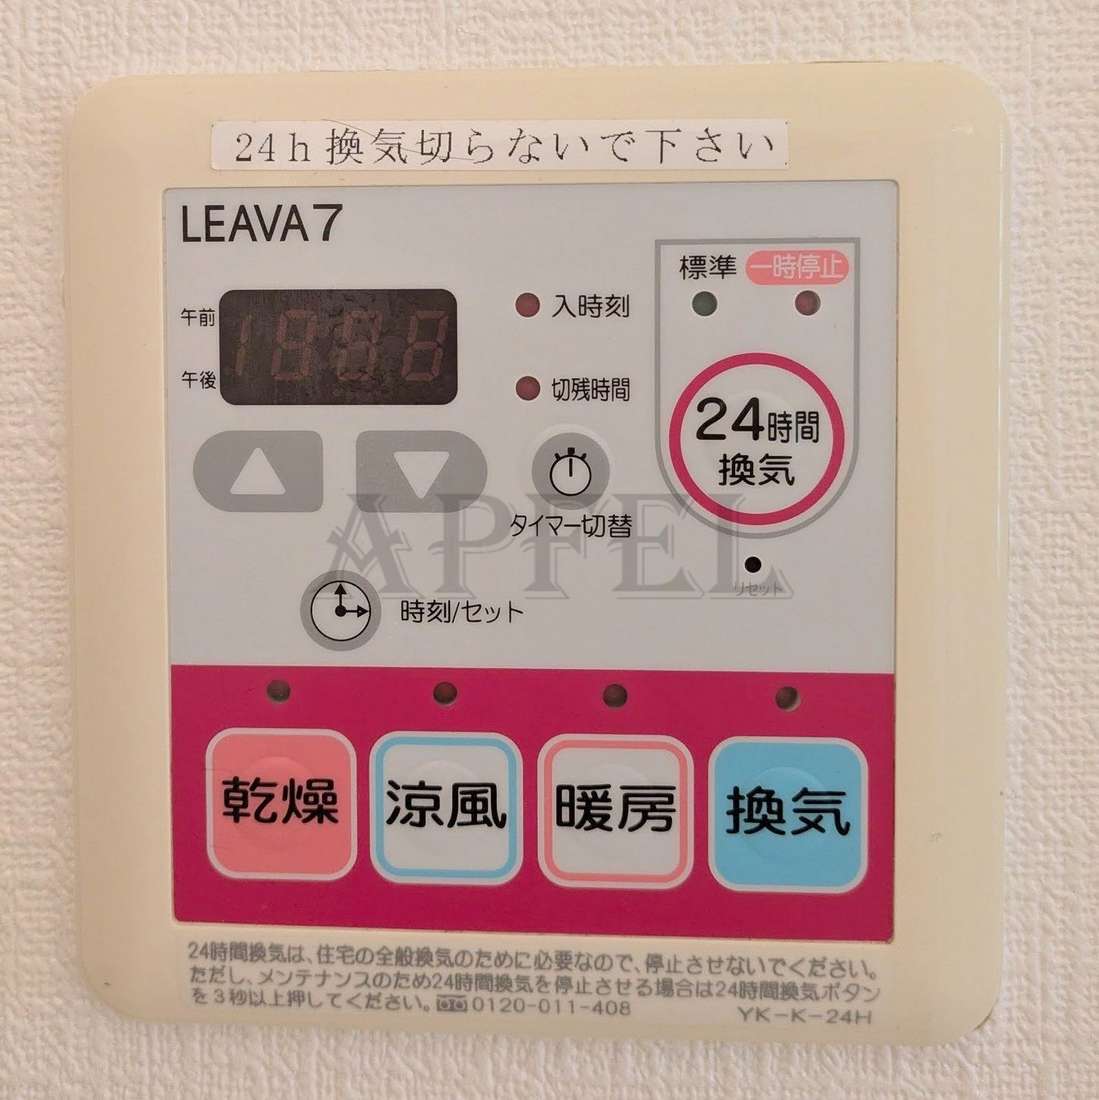 24h換気切らないで下さい
LEAVA7
標準 一時停止
午前
入時刻
午後
切残時間
24時間
換気
タイマー切替
APFEL
リセット
時刻/セット
乾燥 涼風 暖房 換気
24時間換気は、住宅の全般換気のために必要なので、停止させないでください。
ただし、メンテナンスのため24時間換気を停止させる場合は24時間換気ボタン
を3秒以上押してください。 0120-011-408
YK-K-24H